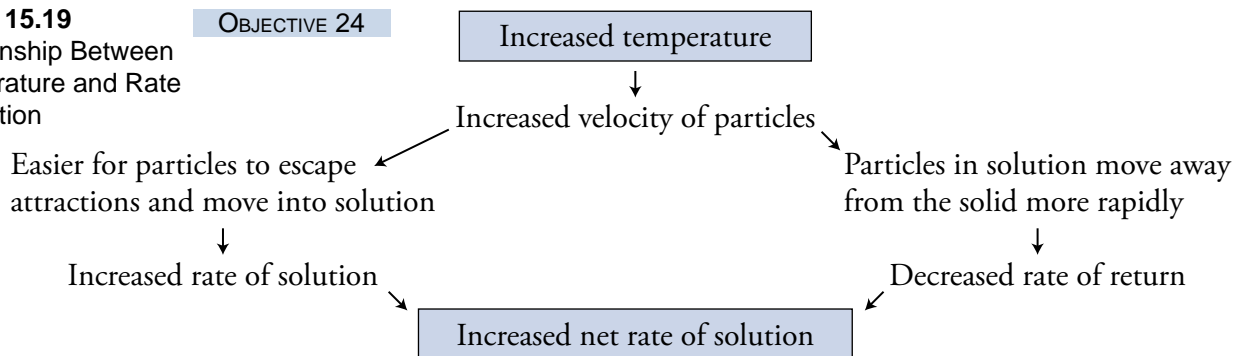 15.19
nship Between
rature and Rate
tion
OBJECTIVE 24
Increased temperature
Increased velocity of particles
Easier for particles to escape
attractions and move into solution
Particles in solution move away
from the solid more rapidly
Increased rate of solution
Decreased rate of return
Increased net rate of solution